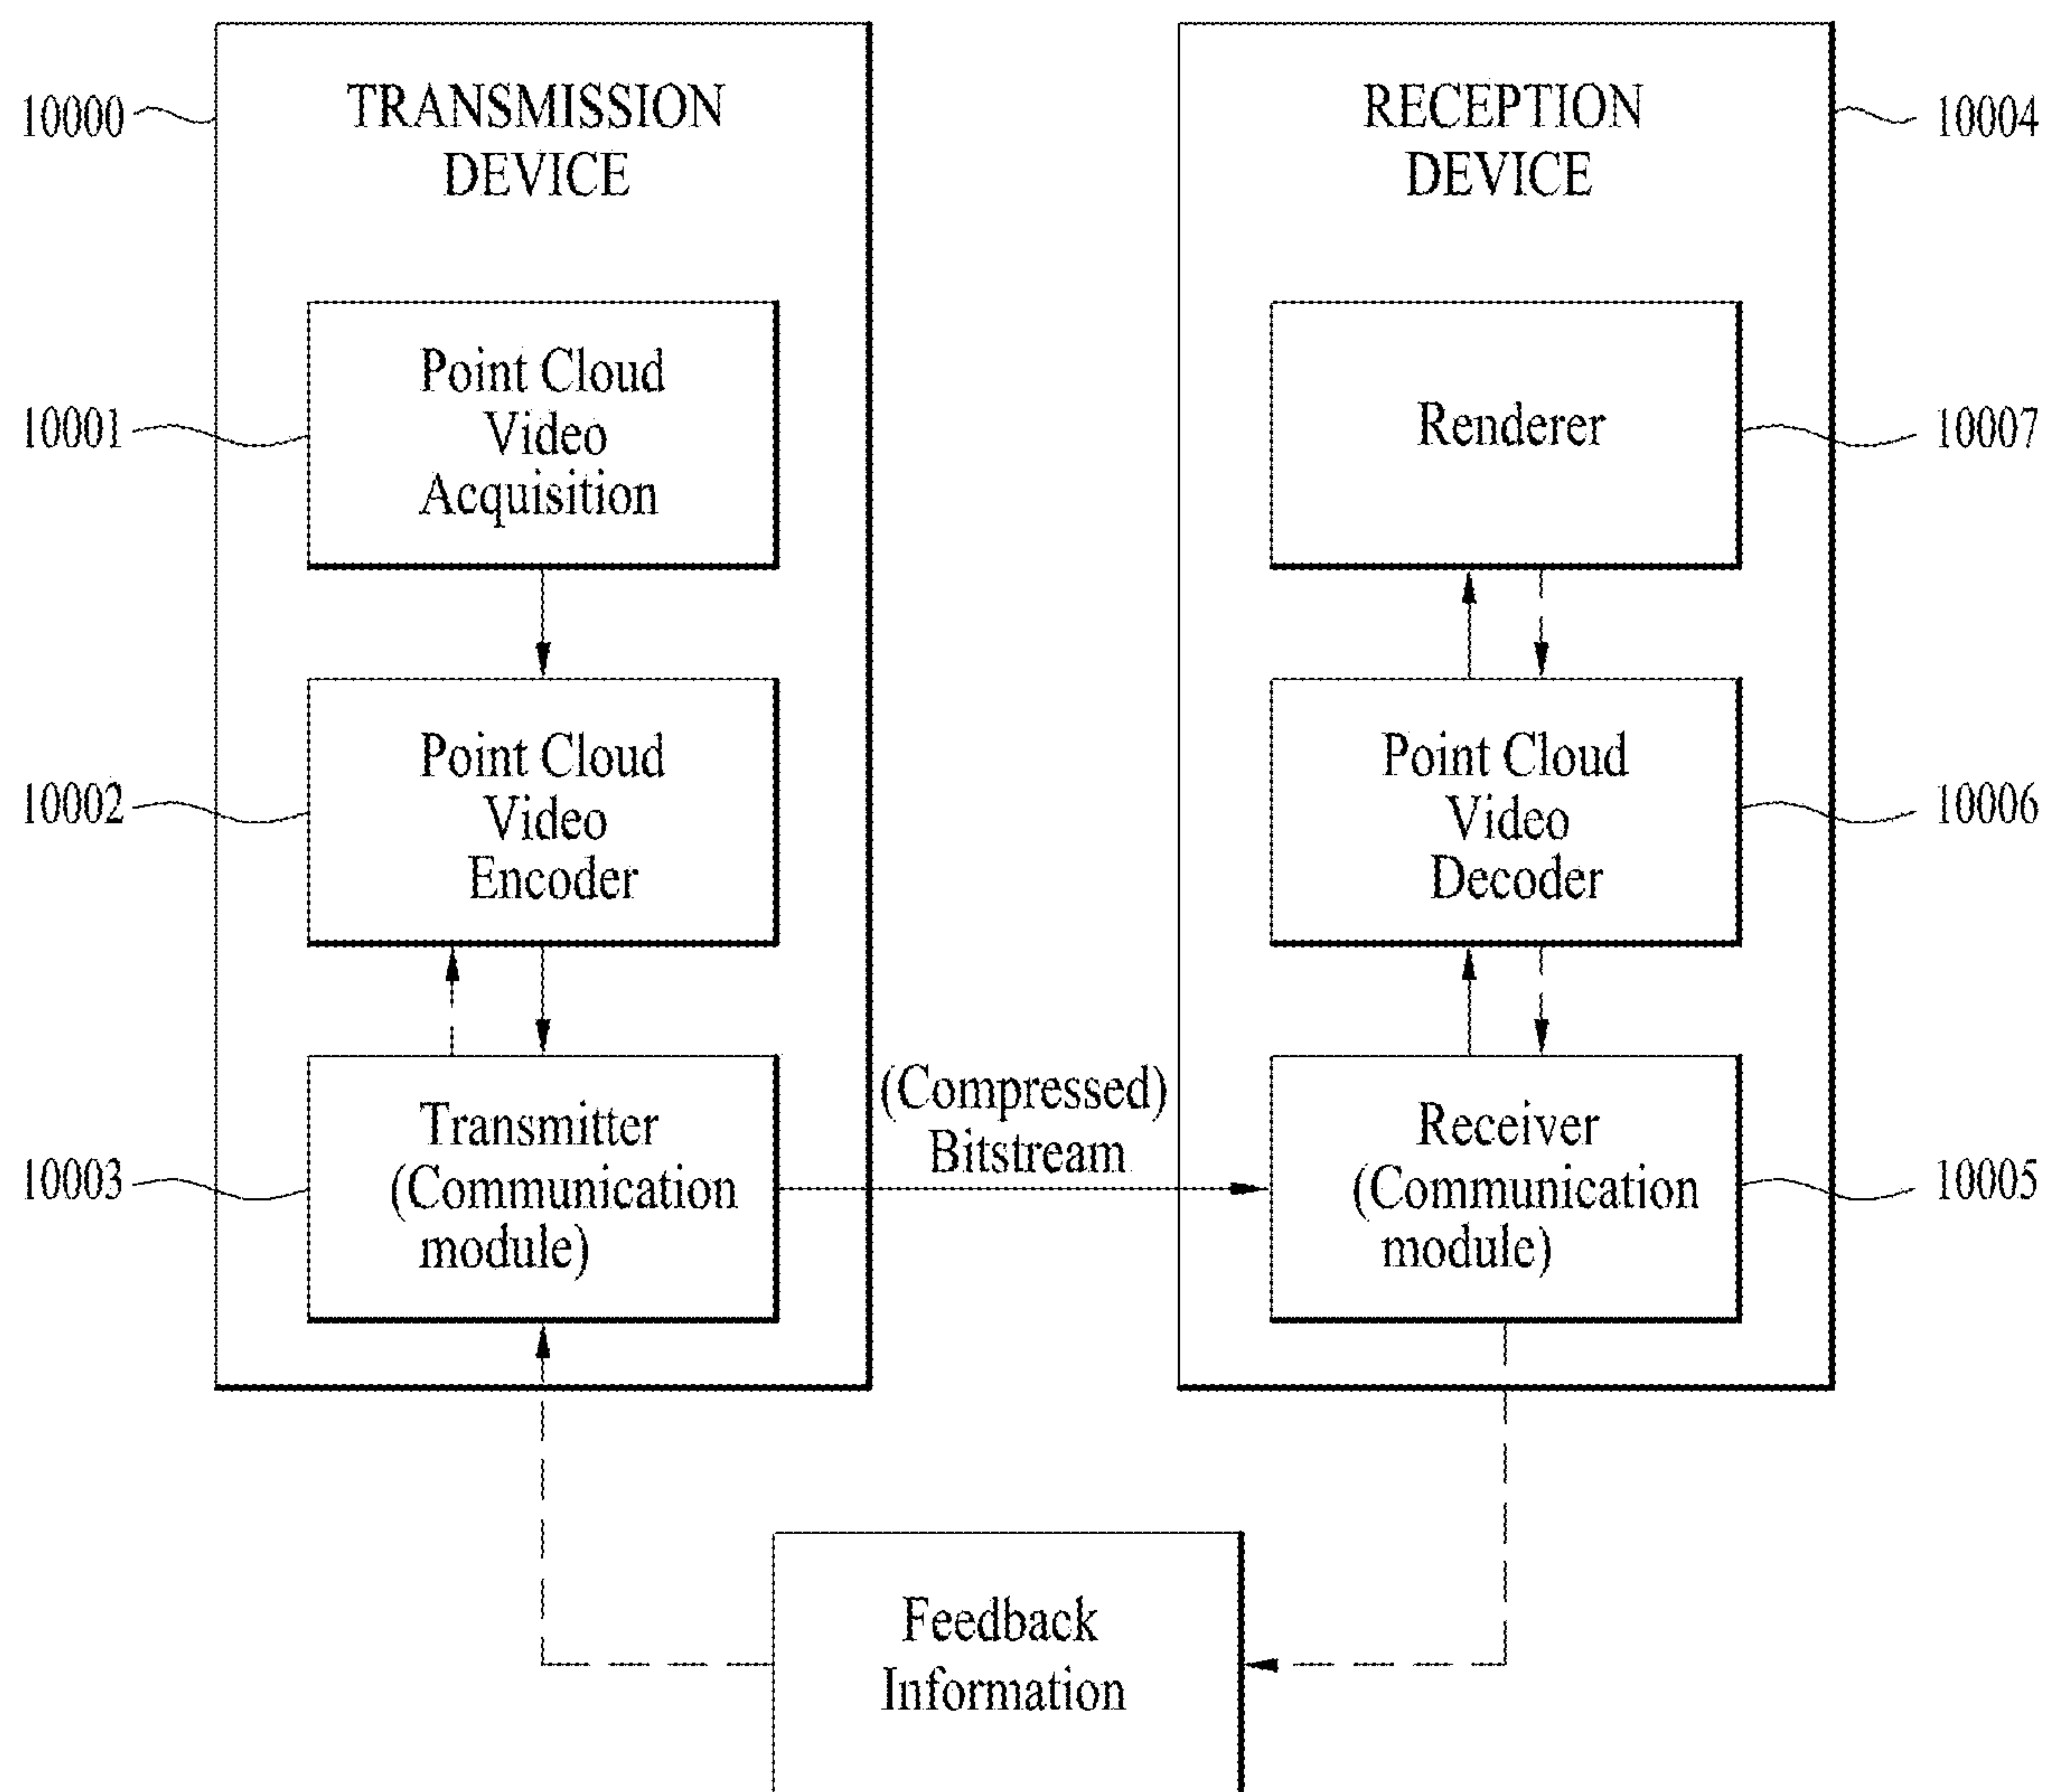 10000
TRANSMISSION
DEVICE
10001
Point Cloud
Video
Acquisition
10002
Point Cloud
Video
Encoder
10003
Transmitter
(Communication
module)
(Compressed)
Bitstream
RECEPTION
DEVICE
10004
Renderer
10007
Point Cloud
Video
Decoder
10006
Receiver
(Communication
module)
10005
Feedback
Information